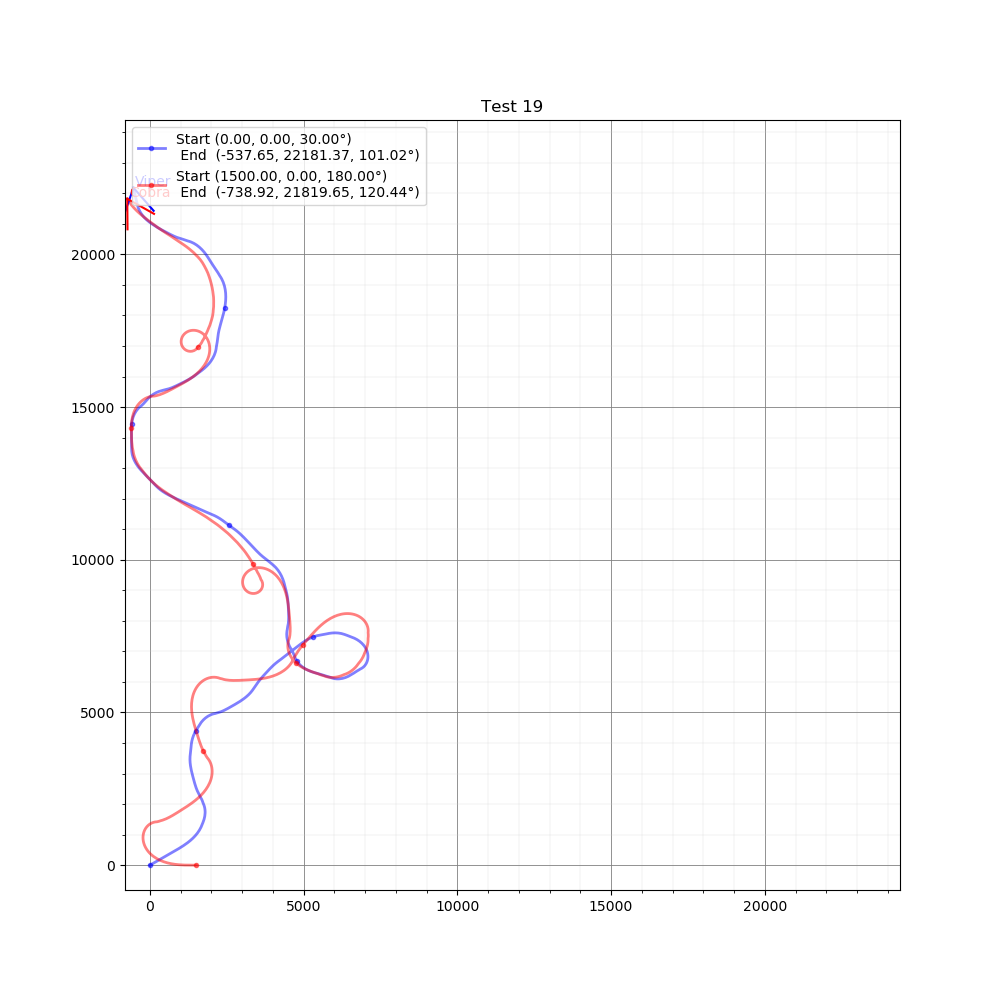 Test 19
Start (0.00, 0.00, 30.00°)
End (-537.65, 22181.37, 101.02°)
Start (1500.00, 0.00, 180.00°)
End (-738.92, 21819.65, 120.44°)
Viper
Cobra
20000
15000
10000
5000
0
0 5000 10000 15000 20000